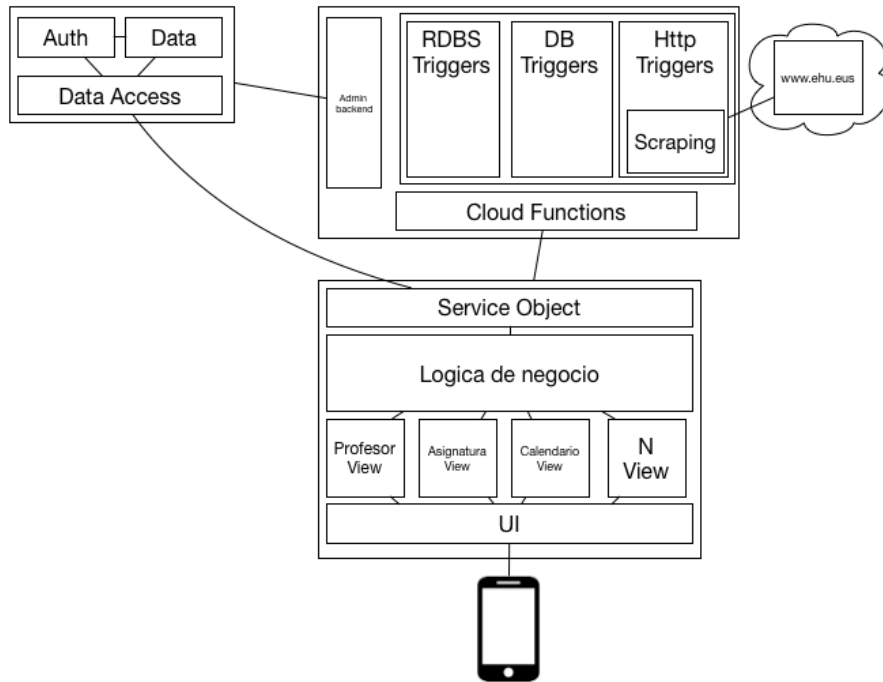 Auth
Data
Data Access
Admin
backend
RDBS
Triggers
DB
Triggers
Http
Triggers
Scraping
www.ehu.eus
Cloud Functions
Service Object
Logica de negocio
Profesor
View
Asignatura
View
Calendario
View
N
View
UI